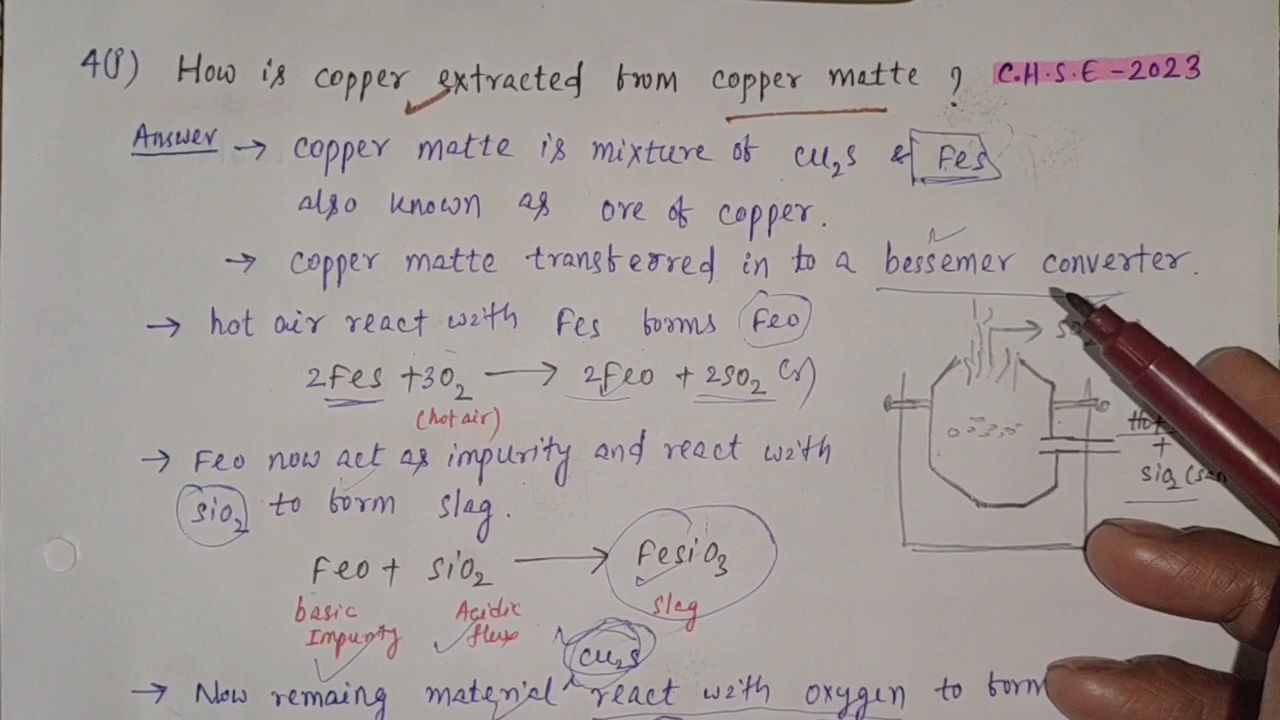 4(i) How is copper extracted from copper matte ? C.H.S.E-2023
Answer → copper matte is mixture of Cu₂S & FeS
also known as ore of copper.
→ copper matte transferred in to a bessemer converter.
→ hot air react with FeS forms FeO
2FeS + 3O₂ → 2FeO + 2SO₂
(hot air)
→ FeO now act as impurity and react with
SiO₂ to form slag.
FeO + SiO₂ → FeSiO₃
basic Impurity
Acidic flux
Slag
Cu₂S
→ Now remaing material react with oxygen to form
+
SiO₂